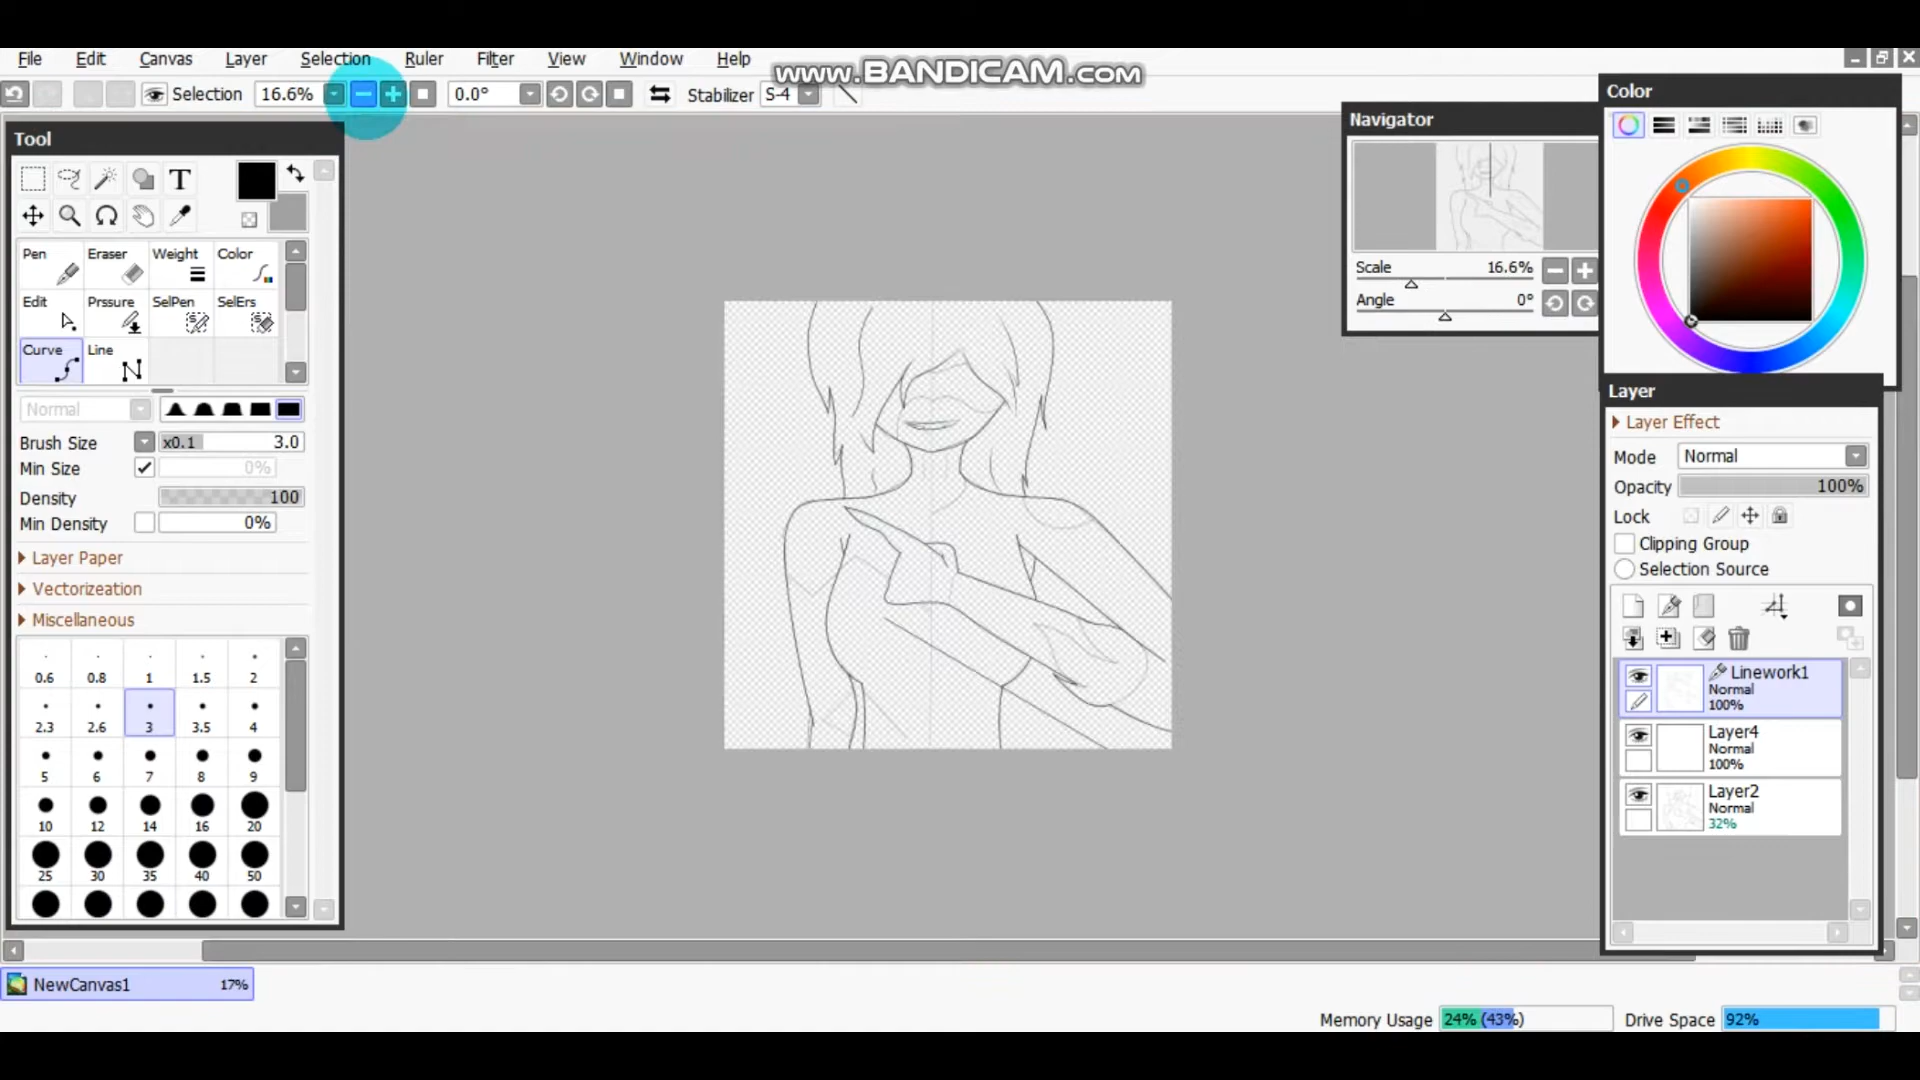 File Edit Canvas Layer Selection Ruler Filter View Window Help
www.BANDICAM.com
Selection 16.6% 0.0° Stabilizer S-4
Tool
T
Pen Eraser Weight Color
Edit Prssure SelPen SelErs
Curve Line
Normal
Brush Size x0.1 3.0
Min Size 0%
Density 100
Min Density 0%
Layer Paper
Vectorizeation
Miscellaneous
0.6 0.8 1 1.5 2
2.3 2.6 3 3.5 4
5 6 7 8 9
10 12 14 16 20
25 30 35 40 50
Navigator
Scale 16.6%
Angle 0°
Color
Layer
Layer Effect
Mode Normal
Opacity 100%
Lock
Clipping Group
Selection Source
Linework1
Normal
100%
Layer4
Normal
100%
Layer2
Normal
32%
NewCanvas1 17%
Memory Usage 24% (43%) Drive Space 92%